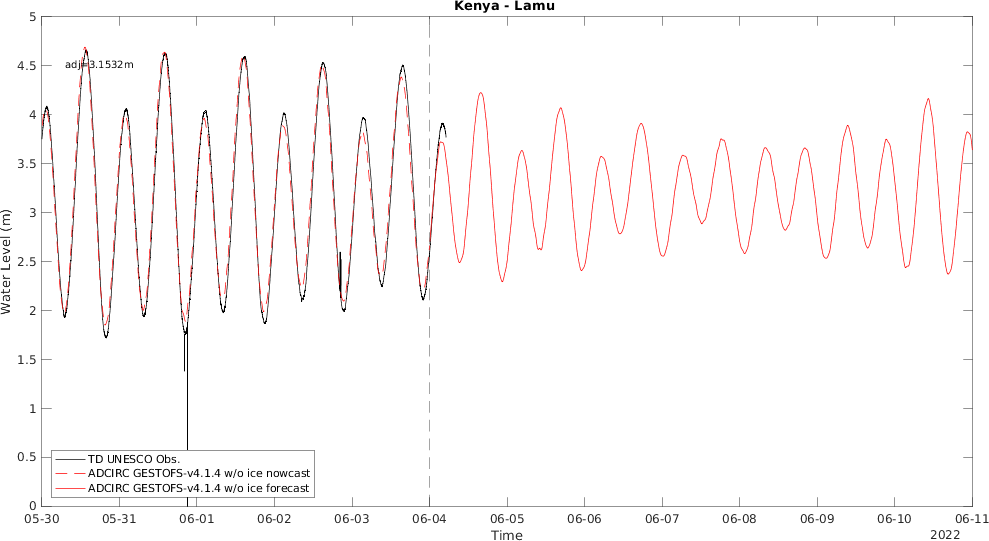 Kenya - Lamu
Water Level (m)
5
4.5
4
3.5
3
2.5
2
1.5
1
0.5
0
adj=3.1532m
TD UNESCO Obs.
ADCIRC GESTOFS-v4.1.4 w/o ice nowcast
ADCIRC GESTOFS-v4.1.4 w/o ice forecast
05-30 05-31 06-01 06-02 06-03 06-04 06-05 06-06 06-07 06-08 06-09 06-10 06-11
Time
2022